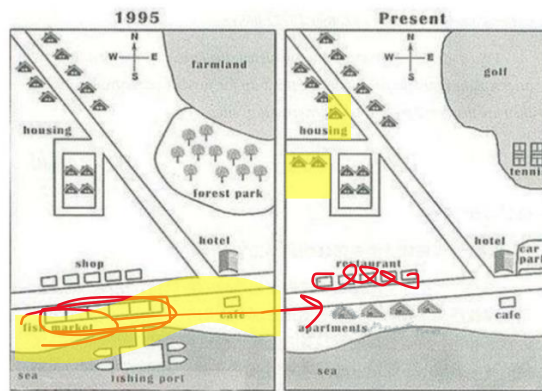 1995
N
W E
S
farmland
housing
forest park
hotel
shop
fish market
cafe
sea
fishing port
Present
N
W E
S
golf
housing
tennis
hotel
car
park
restaurant
apartments
cafe
sea